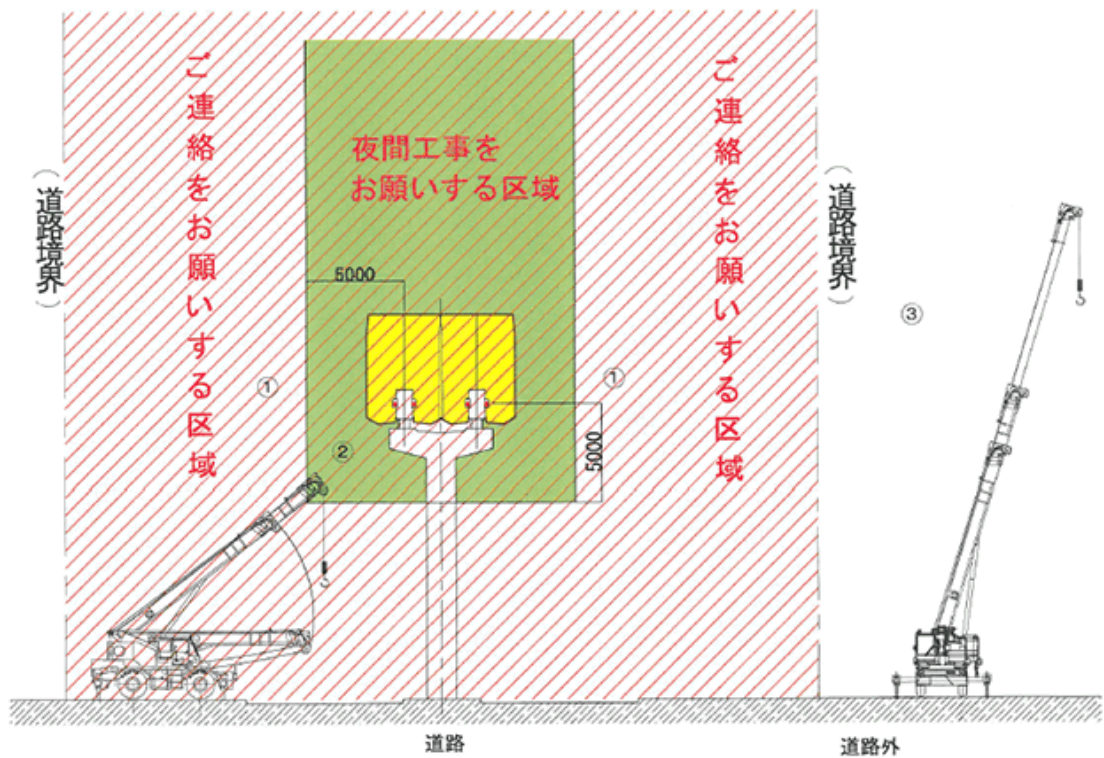 ご連絡をお願いする区域
夜間工事を
お願いする区域
ご連絡をお願いする区域
（道路境界）
（道路境界）
5000
③
①
①
②
5000
道路
道路外